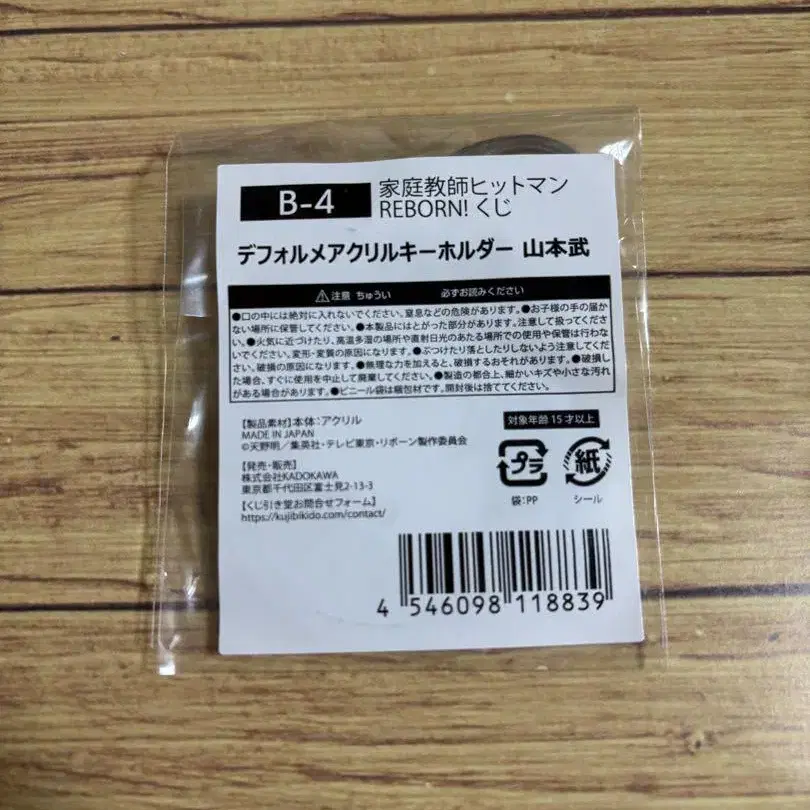 B-4
家庭教師ヒットマン
REBORN! くじ
デフォルメアクリルキーホルダー 山本武
⚠注意 ちゅうい 必ずお読みください
●口の中には絶対に入れないでください。窒息などの危険があります。●お子様の手の届か
ない場所に保管してください。●本製品にはとがった部分があります。注意して扱ってくださ
い。●火気に近づけたり、高温多湿の場所や直射日光のあたる場所での使用や保管は行わな
いでください。変形・変質の原因になります。●ぶつけたり落としたりしないよう注意してくだ
さい。破損の原因になります。●無理な力を加えると、破損するおそれがあります。●破損し
た場合、すぐに使用を中止して廃棄してください。●製造の都合上、細かいキズや小さな汚れ
がある場合があります。●ビニール袋は梱包材です。開封後は捨ててください。
【製品素材】本体：アクリル
MADE IN JAPAN
©天野明／集英社・テレビ東京・リボーン製作委員会
対象年齢 15才以上
【発売・販売】
株式会社KADOKAWA
東京都千代田区富士見2-13-3
【くじ引き堂お問合せフォーム】
https://kujibikido.com/contact/
プラ
紙
袋：PP
シール
4 546098 118839